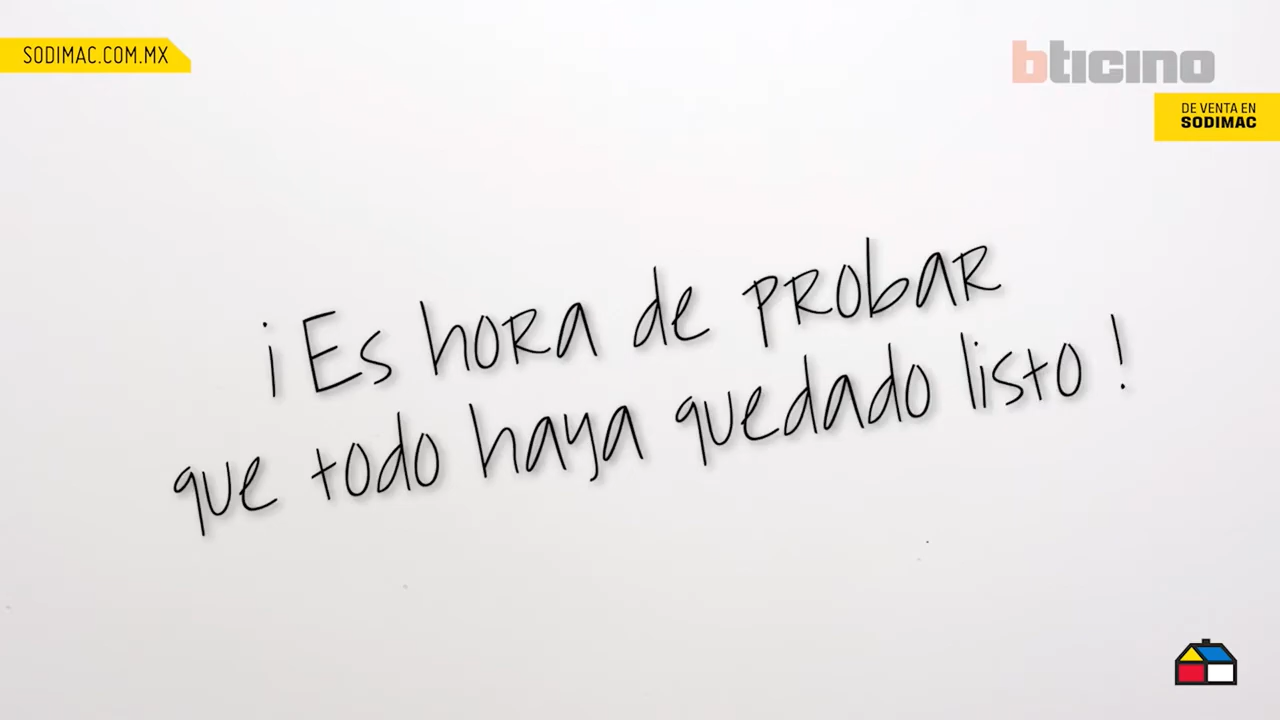 SODIMAC.COM.MX
bticino
DE VENTA EN
SODIMAC
¡Es hora de probar
que todo haya quedado listo!